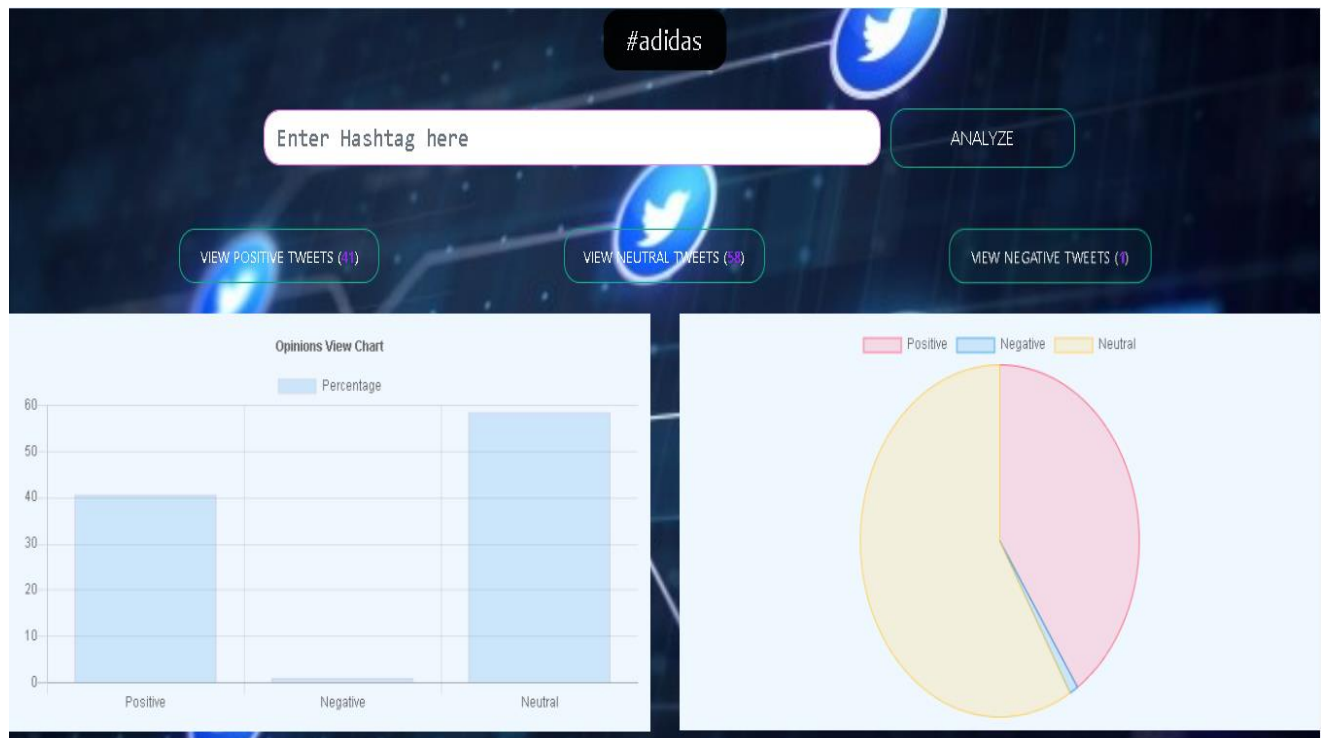 #adidas
Enter Hashtag here
ANALYZE
VIEW POSITIVE TWEETS (41)
VIEW NEUTRAL TWEETS (58)
VIEW NEGATIVE TWEETS (1)
Opinions View Chart
Percentage
60
50
40
30
20
10
0
Positive
Negative
Neutral
Positive
Negative
Neutral